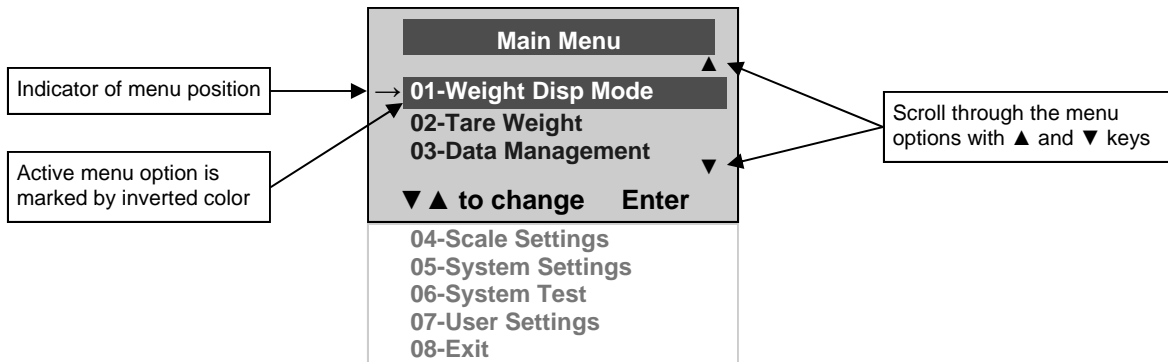 Main Menu
▲
Indicator of menu position
→ 01-Weight Disp Mode
02-Tare Weight
03-Data Management
▼
▼▲ to change Enter
Active menu option is
marked by inverted color
Scroll through the menu
options with ▲ and ▼ keys
04-Scale Settings
05-System Settings
06-System Test
07-User Settings
08-Exit